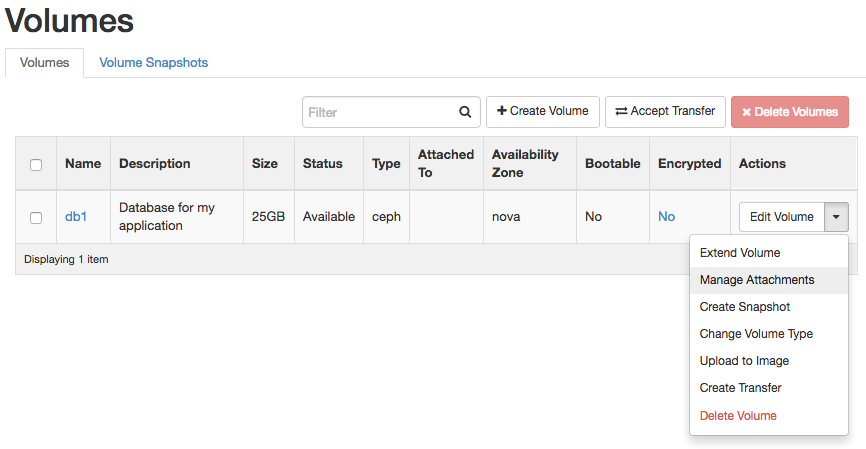 Volumes
Volumes
Volume Snapshots
Filter
Create Volume
Accept Transfer
Delete Volumes
Name
Description
Size
Status
Type
Attached
To
Availability
Zone
Bootable
Encrypted
Actions
db1
Database for my
application
25GB
Available
ceph
nova
No
No
Edit Volume
Displaying 1 item
Extend Volume
Manage Attachments
Create Snapshot
Change Volume Type
Upload to Image
Create Transfer
Delete Volume